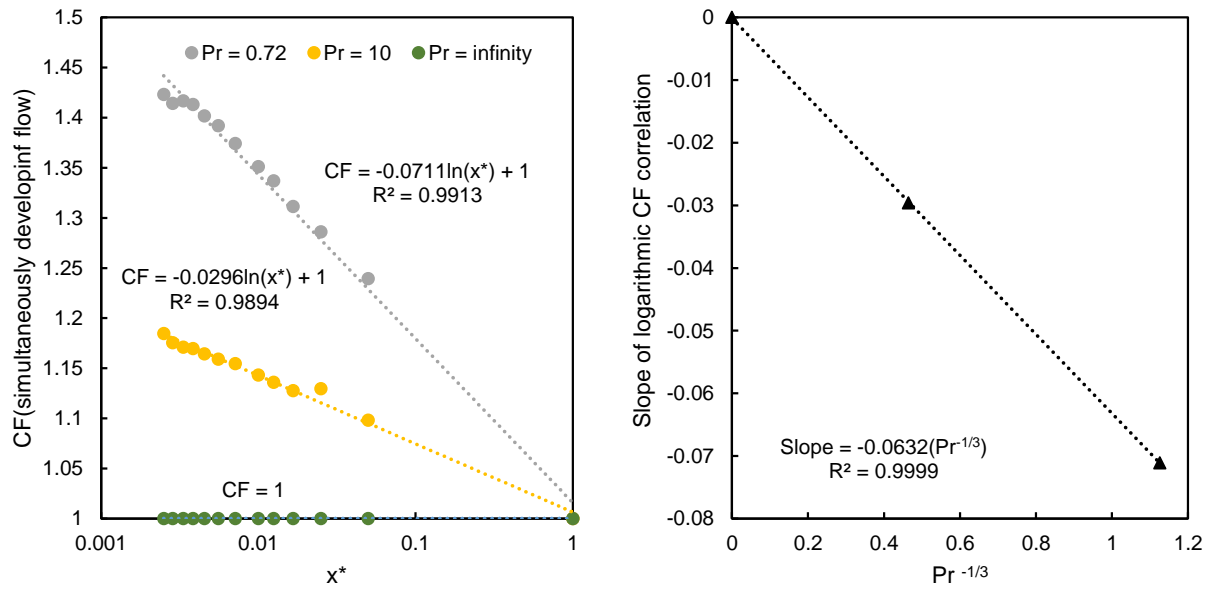 1.5
1.45
1.4
1.35
1.3
1.25
1.2
1.15
1.1
1.05
1
CF(simultaneously developinf flow)
Pr = 0.72 Pr = 10 Pr = infinity
CF = -0.0711ln(x*) + 1
R² = 0.9913
CF = -0.0296ln(x*) + 1
R² = 0.9894
CF = 1
0.001 0.01 0.1 1
x*
0
-0.01
-0.02
-0.03
-0.04
-0.05
-0.06
-0.07
-0.08
Slope of logarithmic CF correlation
Slope = -0.0632(Pr⁻¹/³)
R² = 0.9999
0 0.2 0.4 0.6 0.8 1 1.2
Pr ⁻¹/³